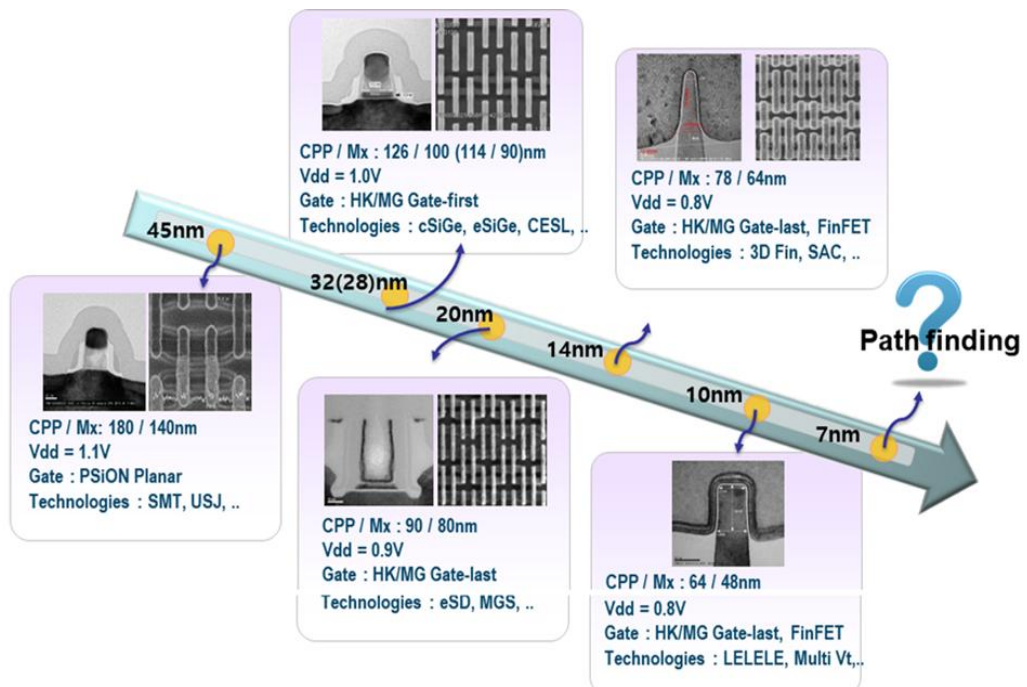 CPP / Mx : 126 / 100 (114 / 90)nm
Vdd = 1.0V
Gate : HK/MG Gate-first
Technologies : cSiGe, eSiGe, CESL, ..
CPP / Mx : 78 / 64nm
Vdd = 0.8V
Gate : HK/MG Gate-last, FinFET
Technologies : 3D Fin, SAC, ..
45nm
32(28)nm
20nm
14nm
10nm
7nm
?
Path finding
CPP / Mx: 180 / 140nm
Vdd = 1.1V
Gate : PSiON Planar
Technologies : SMT, USJ, ..
CPP / Mx : 90 / 80nm
Vdd = 0.9V
Gate : HK/MG Gate-last
Technologies : eSD, MGS, ..
CPP / Mx : 64 / 48nm
Vdd = 0.8V
Gate : HK/MG Gate-last, FinFET
Technologies : LELELE, Multi Vt,..